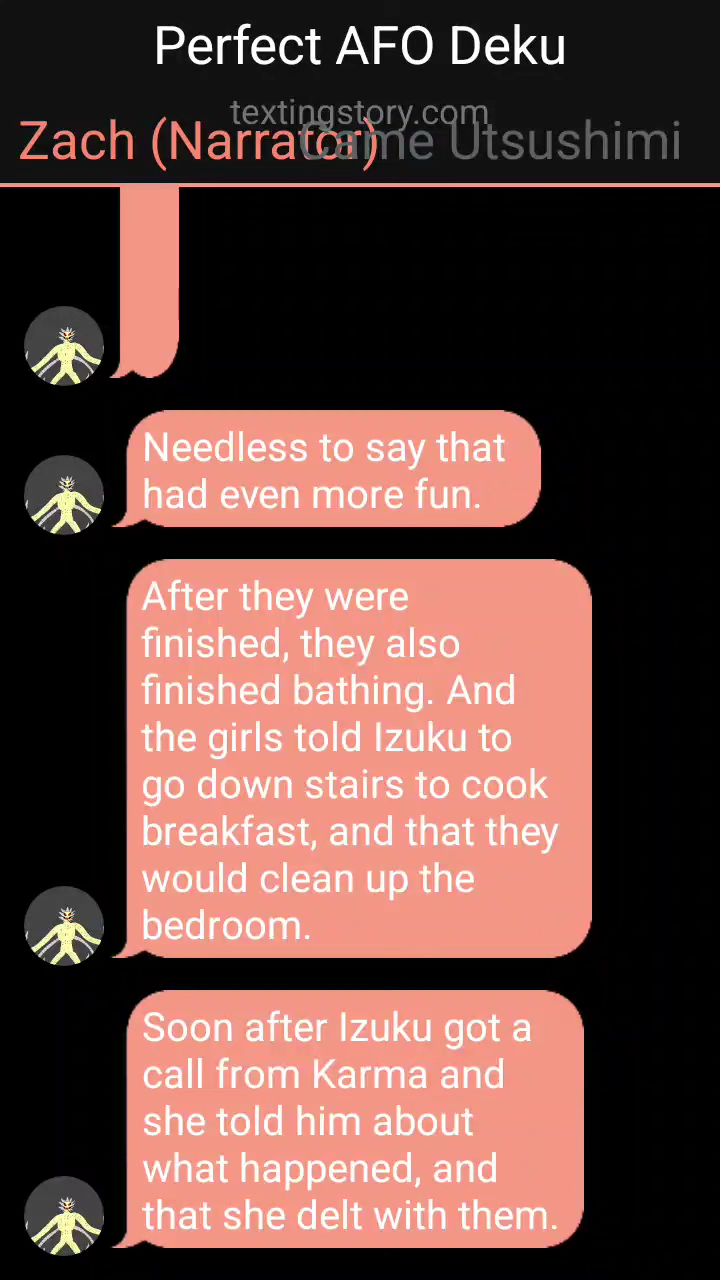 Perfect AFO Deku
textingstory.com
Zach (Narrator)
Came Utsushimi
Needless to say that
had even more fun.
After they were
finished, they also
finished bathing. And
the girls told Izuku to
go down stairs to cook
breakfast, and that they
would clean up the
bedroom.
Soon after Izuku got a
call from Karma and
she told him about
what happened, and
that she delt with them.